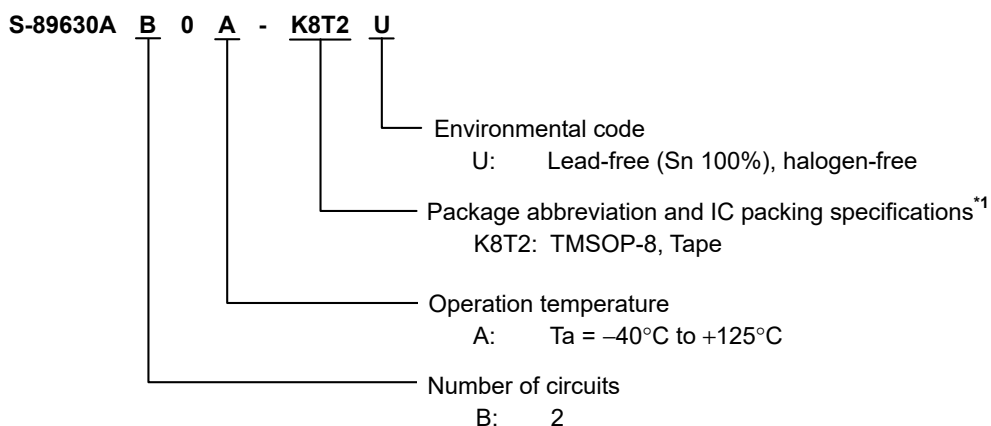 S-89630A B 0 A - K8T2 U
Environmental code
U: Lead-free (Sn 100%), halogen-free
Package abbreviation and IC packing specifications*1
K8T2: TMSOP-8, Tape
Operation temperature
A: Ta = −40°C to +125°C
Number of circuits
B: 2